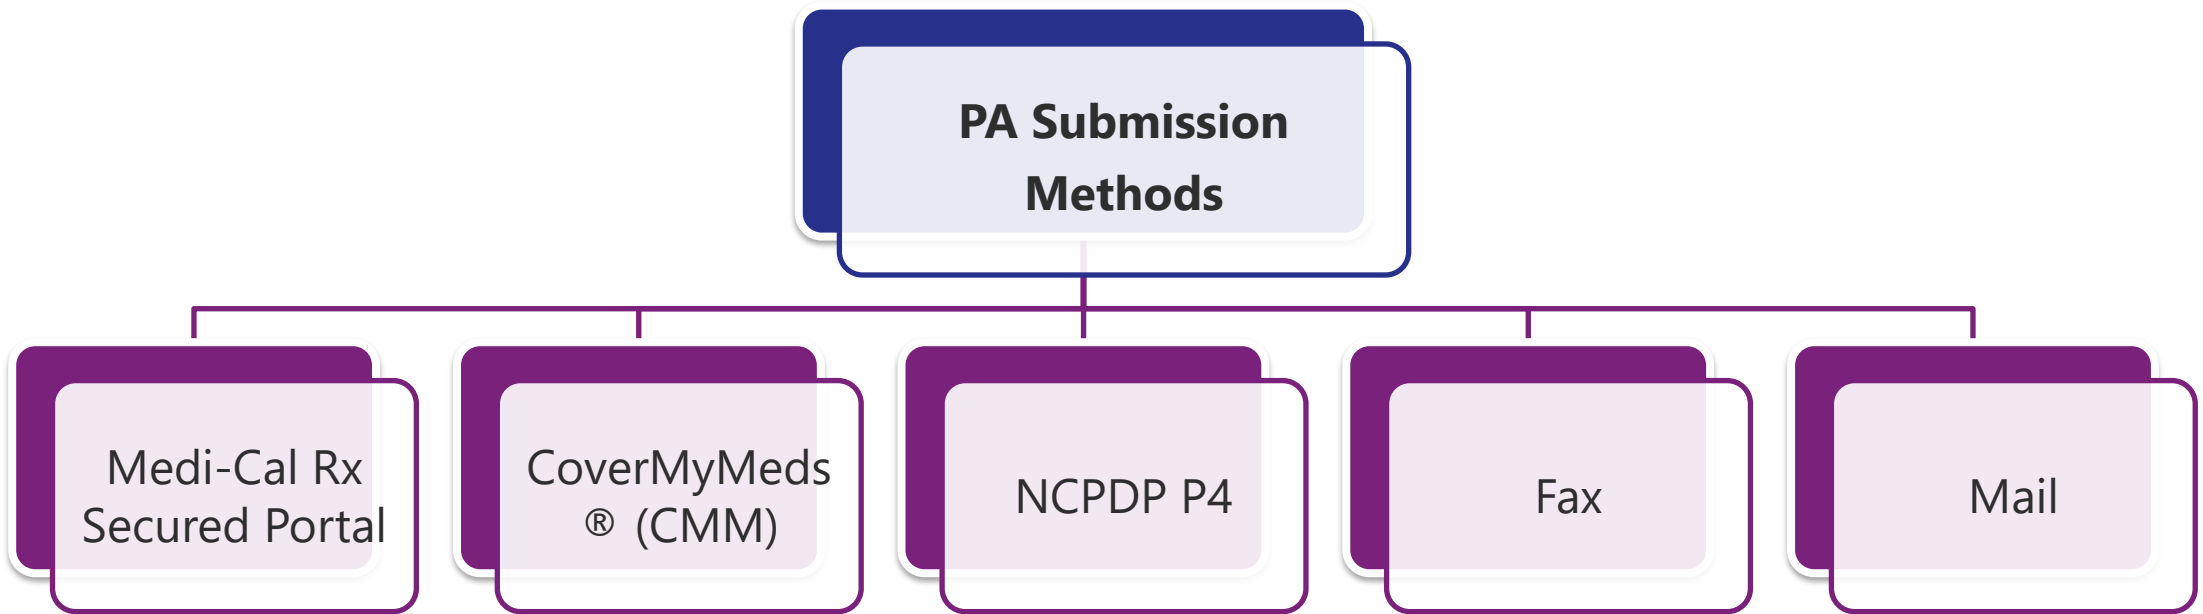 PA Submission
Methods
Medi-Cal Rx
Secured Portal
CoverMyMeds
® (CMM)
NCPDP P4
Fax
Mail